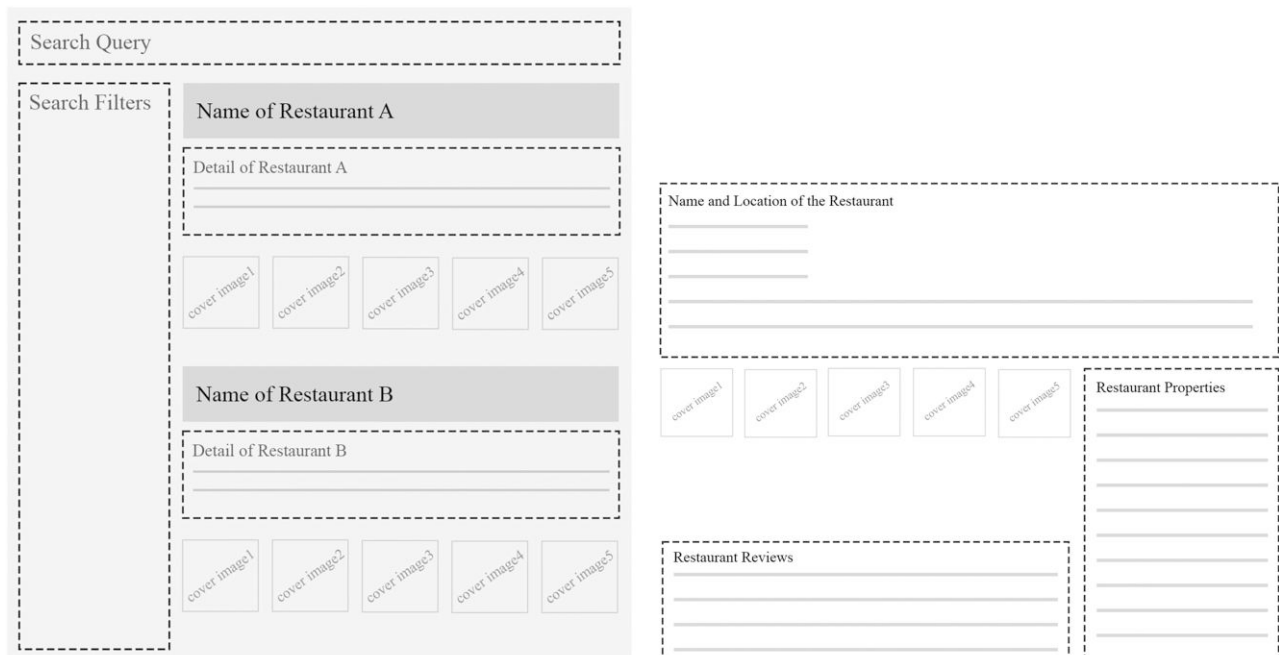 Search Query
Search Filters
Name of Restaurant A
Detail of Restaurant A
cover image1
cover image2
cover image3
cover image4
cover image5
Name of Restaurant B
Detail of Restaurant B
cover image1
cover image2
cover image3
cover image4
cover image5
Name and Location of the Restaurant
cover image1
cover image2
cover image3
cover image4
cover image5
Restaurant Properties
Restaurant Reviews